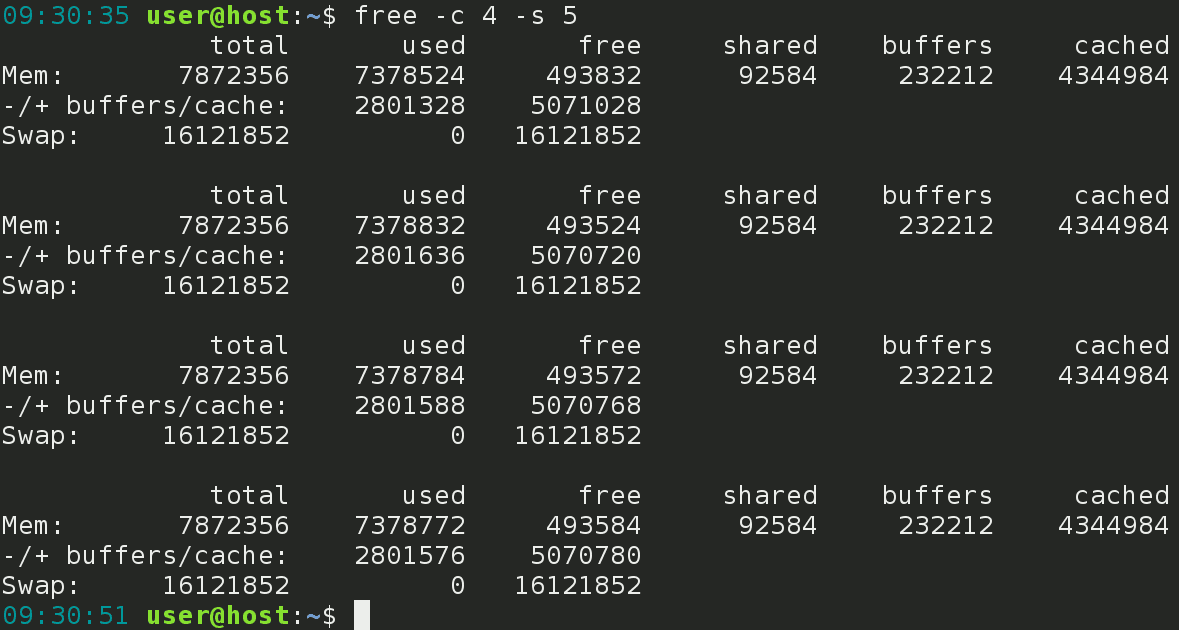 09:30:35 user@host:~$ free -c 4 -s 5
             total       used       free     shared    buffers     cached
Mem:       7872356    7378524     493832      92584     232212    4344984
-/+ buffers/cache:    2801328    5071028
Swap:     16121852          0   16121852

             total       used       free     shared    buffers     cached
Mem:       7872356    7378832     493524      92584     232212    4344984
-/+ buffers/cache:    2801636    5070720
Swap:     16121852          0   16121852

             total       used       free     shared    buffers     cached
Mem:       7872356    7378784     493572      92584     232212    4344984
-/+ buffers/cache:    2801588    5070768
Swap:     16121852          0   16121852

             total       used       free     shared    buffers     cached
Mem:       7872356    7378772     493584      92584     232212    4344984
-/+ buffers/cache:    2801576    5070780
Swap:     16121852          0   16121852
09:30:51 user@host:~$